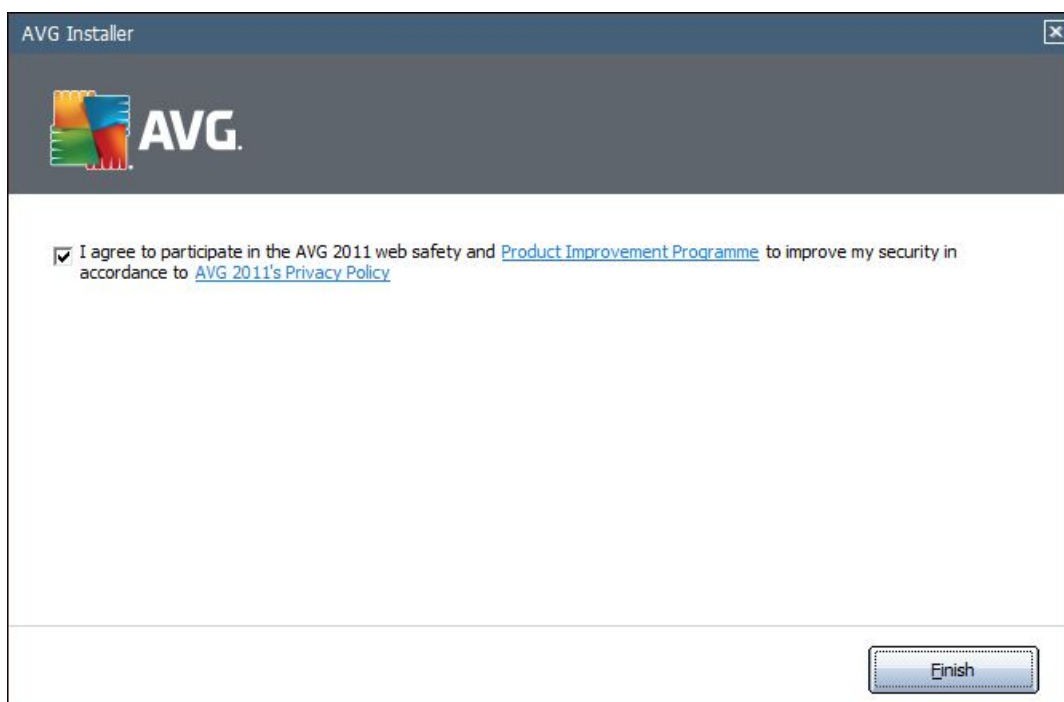 AVG Installer
AVG.
I agree to participate in the AVG 2011 web safety and Product Improvement Programme to improve my security in
accordance to AVG 2011's Privacy Policy
Finish